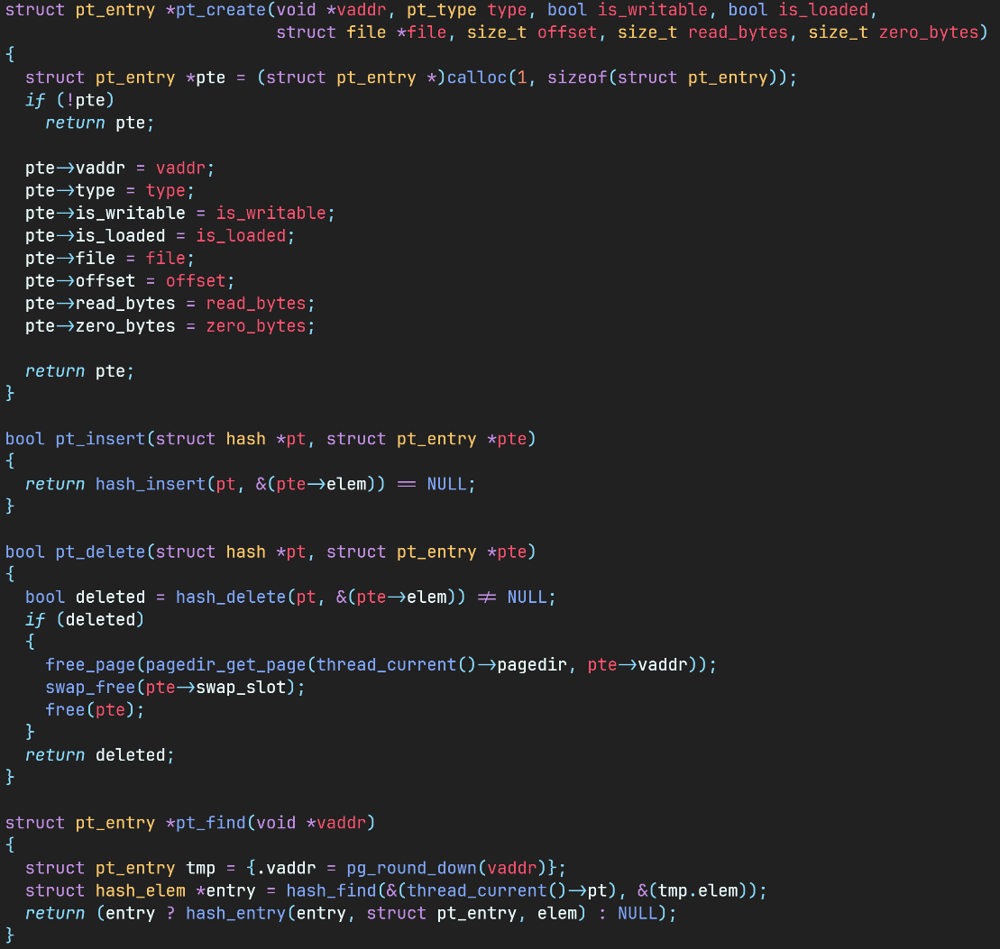 struct pt_entry *pt_create(void *vaddr, pt_type type, bool is_writable, bool is_loaded,
                           struct file *file, size_t offset, size_t read_bytes, size_t zero_bytes)
{
  struct pt_entry *pte = (struct pt_entry *)calloc(1, sizeof(struct pt_entry));
  if (!pte)
    return pte;

  pte->vaddr = vaddr;
  pte->type = type;
  pte->is_writable = is_writable;
  pte->is_loaded = is_loaded;
  pte->file = file;
  pte->offset = offset;
  pte->read_bytes = read_bytes;
  pte->zero_bytes = zero_bytes;

  return pte;
}

bool pt_insert(struct hash *pt, struct pt_entry *pte)
{
  return hash_insert(pt, &(pte->elem)) == NULL;
}

bool pt_delete(struct hash *pt, struct pt_entry *pte)
{
  bool deleted = hash_delete(pt, &(pte->elem)) != NULL;
  if (deleted)
  {
    free_page(pagedir_get_page(thread_current()->pagedir, pte->vaddr));
    swap_free(pte->swap_slot);
    free(pte);
  }
  return deleted;
}

struct pt_entry *pt_find(void *vaddr)
{
  struct pt_entry tmp = {.vaddr = pg_round_down(vaddr)};
  struct hash_elem *entry = hash_find(&(thread_current()->pt), &(tmp.elem));
  return (entry ? hash_entry(entry, struct pt_entry, elem) : NULL);
}